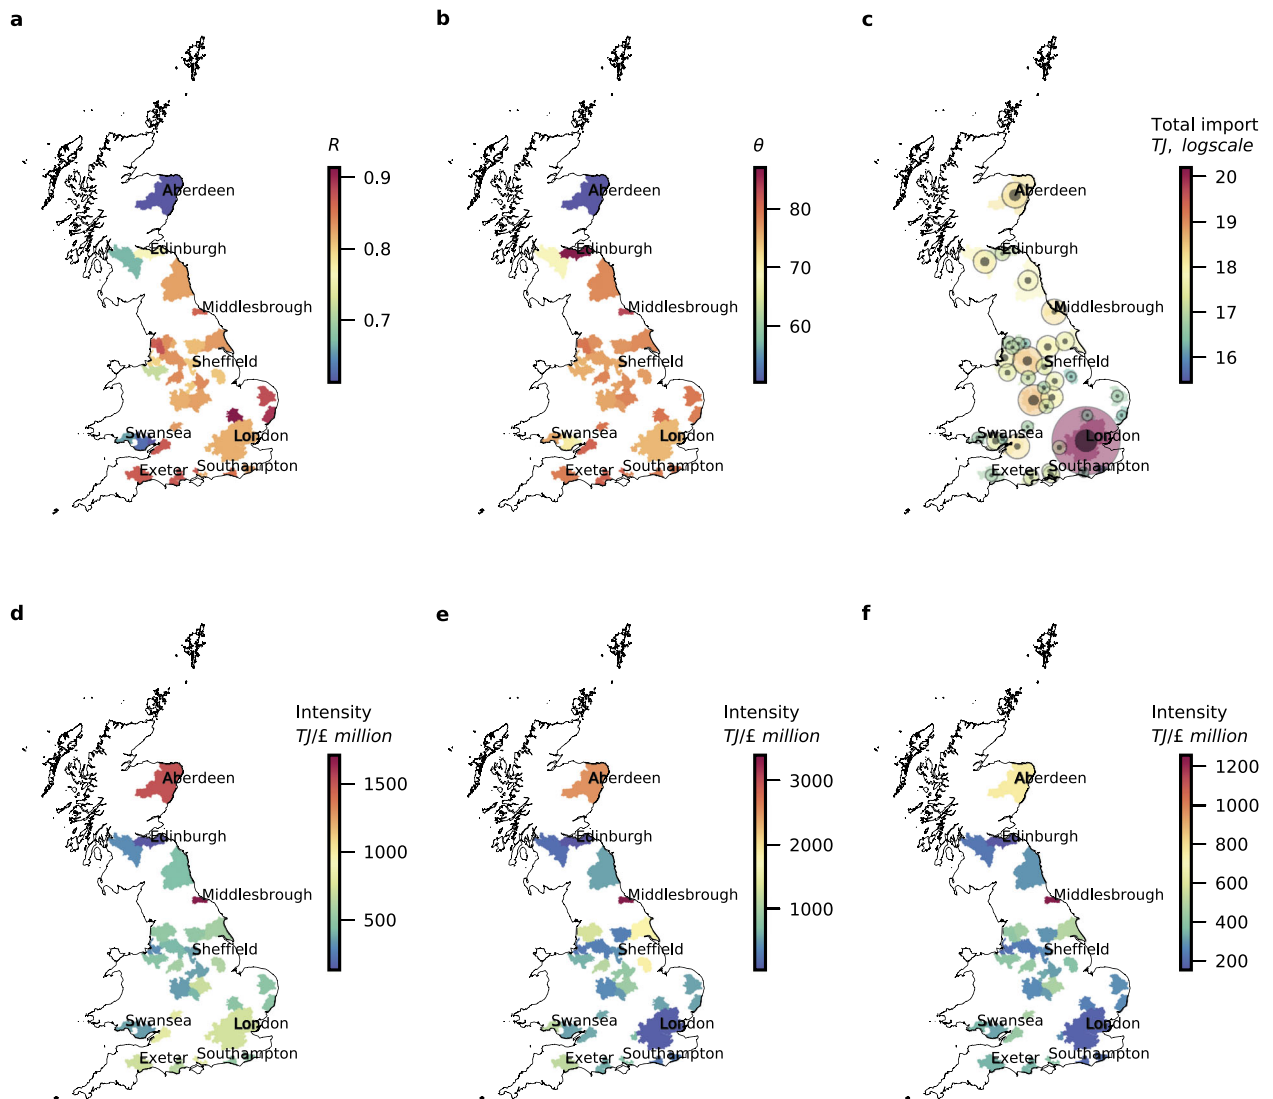 a
R
0.9
0.8
0.7
Aberdeen
Edinburgh
Middlesbrough
Sheffield
Swansea
London
Exeter
Southampton
b
θ
80
70
60
Aberdeen
Edinburgh
Middlesbrough
Sheffield
Swansea
London
Exeter
Southampton
c
Total import
TJ, logscale
20
19
18
17
16
Aberdeen
Edinburgh
Middlesbrough
Sheffield
Swansea
London
Exeter
Southampton
d
Intensity
TJ/£ million
1500
1000
500
Aberdeen
Edinburgh
Middlesbrough
Sheffield
Swansea
London
Exeter
Southampton
e
Intensity
TJ/£ million
3000
2000
1000
Aberdeen
Edinburgh
Middlesbrough
Sheffield
Swansea
London
Exeter
Southampton
f
Intensity
TJ/£ million
1200
1000
800
600
400
200
Aberdeen
Edinburgh
Middlesbrough
Sheffield
Swansea
London
Exeter
Southampton